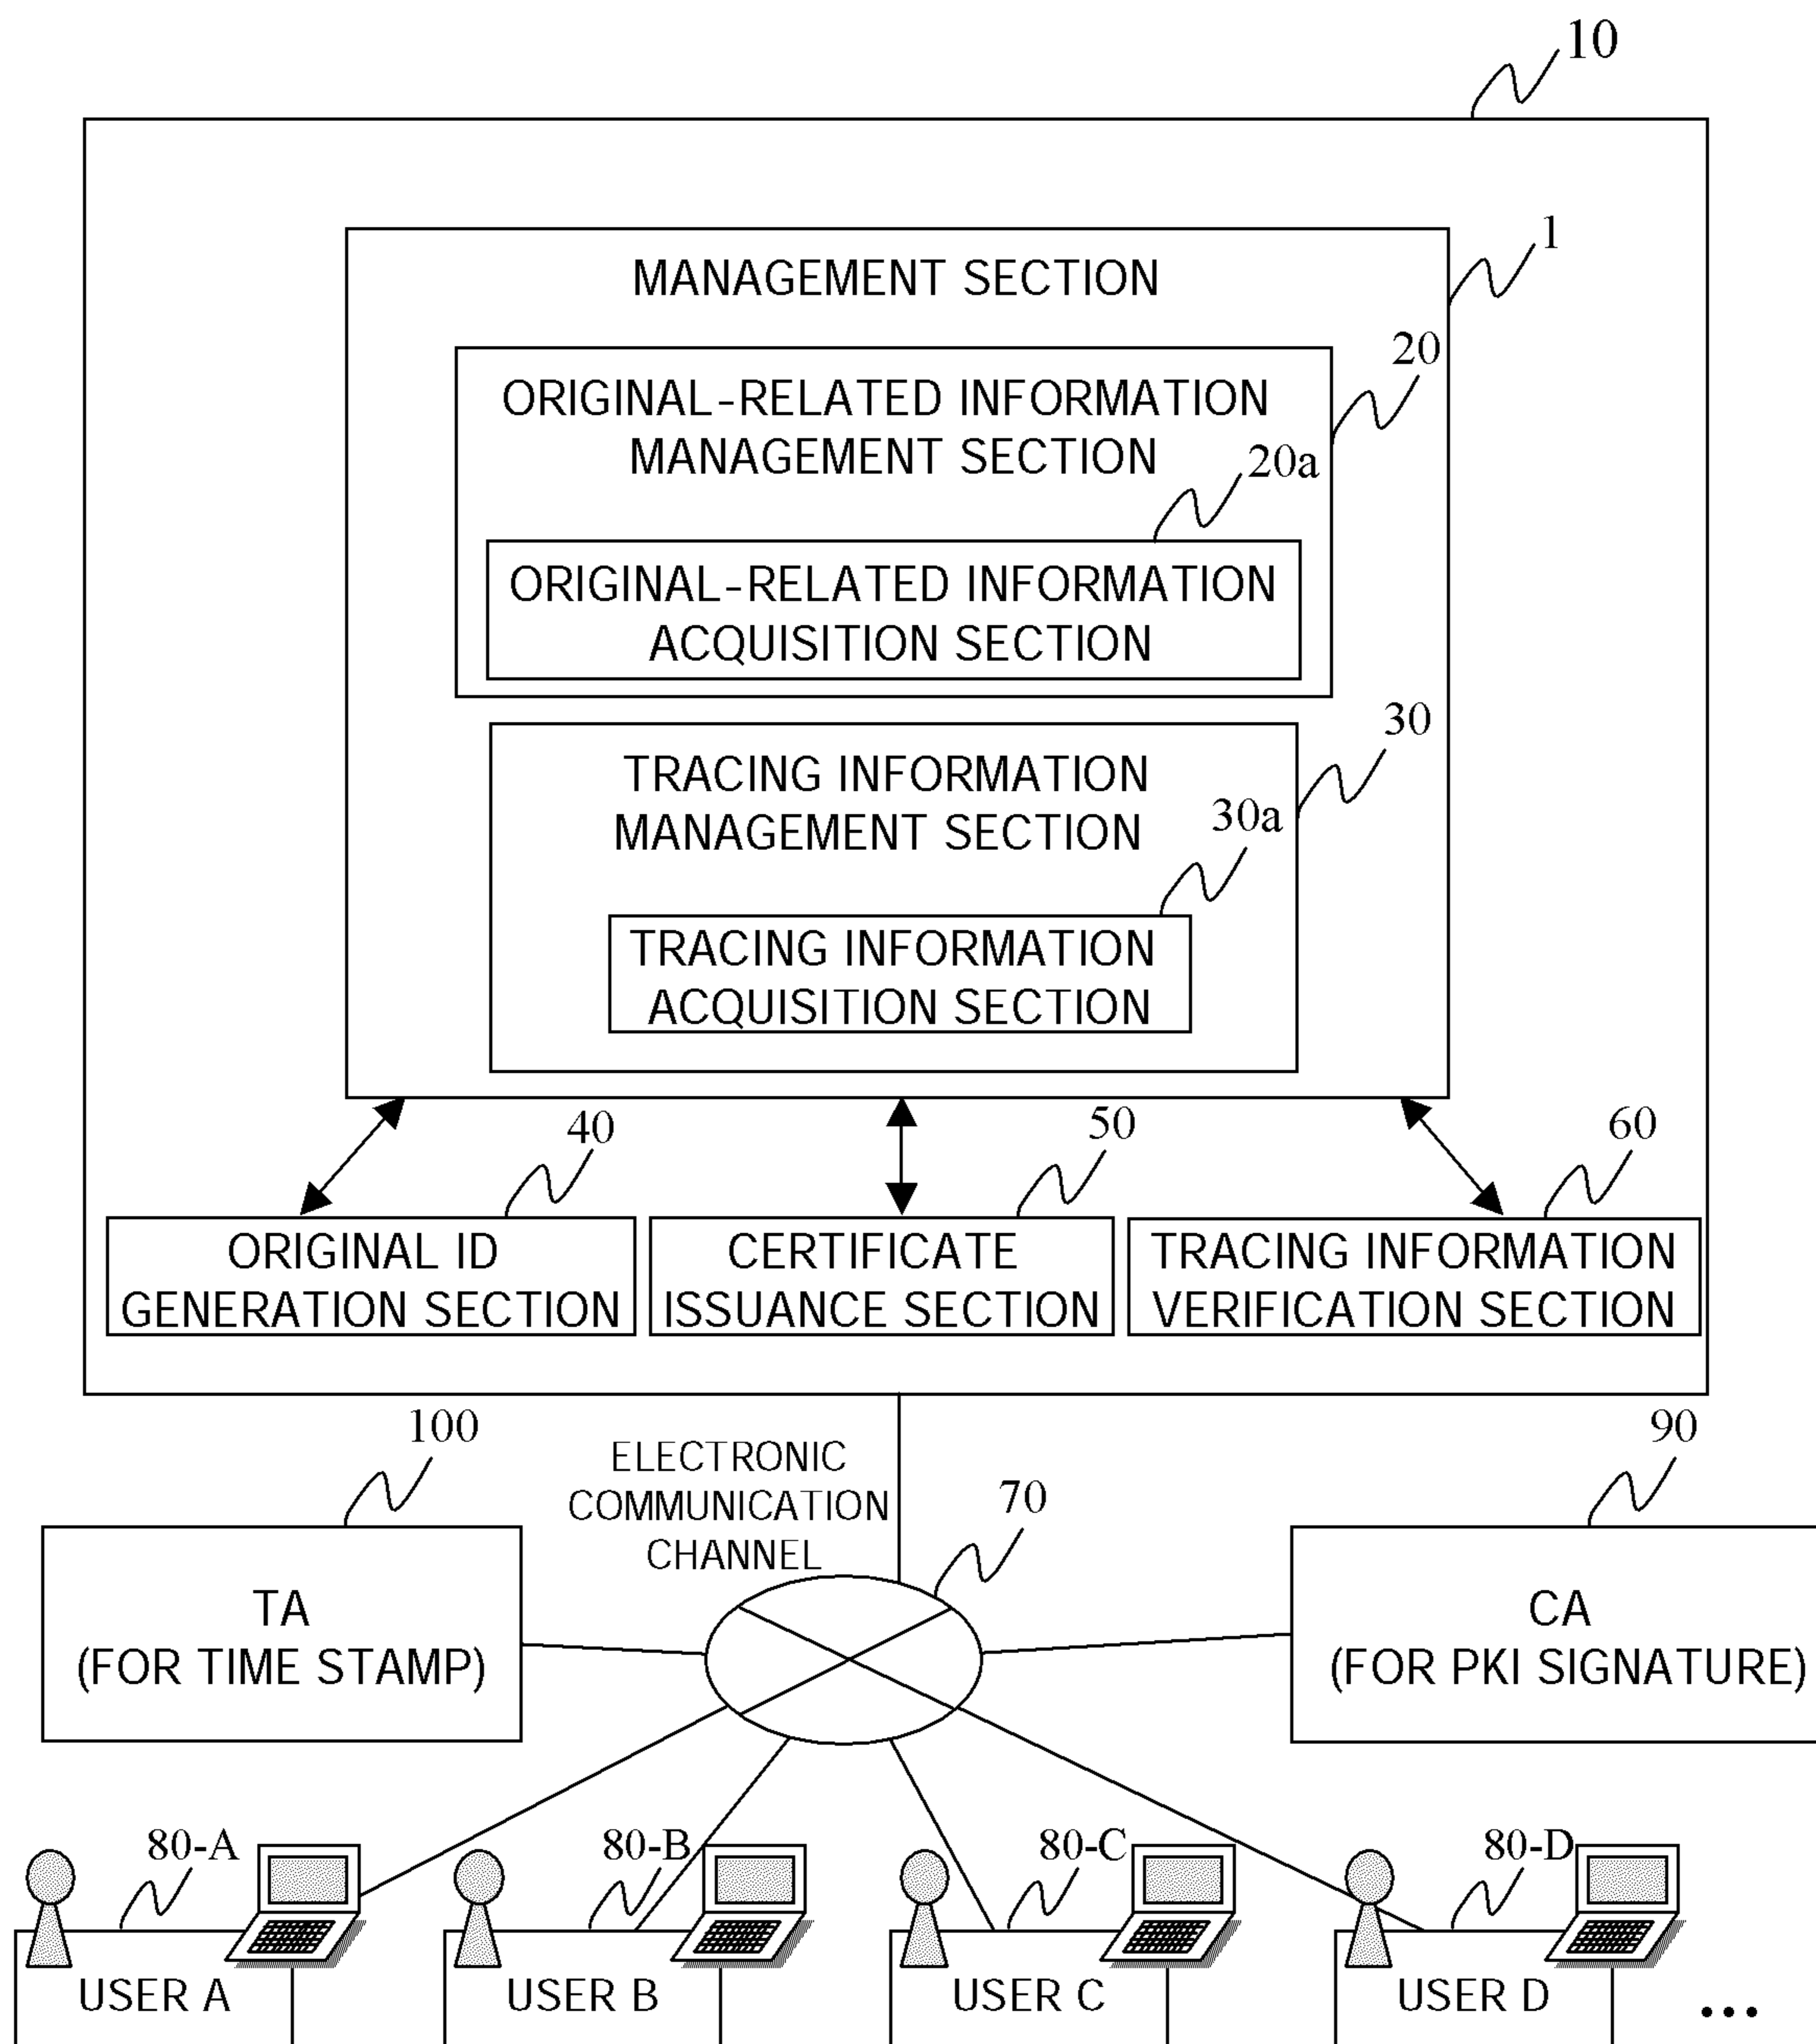 10
1
MANAGEMENT SECTION
20
ORIGINAL-RELATED INFORMATION
MANAGEMENT SECTION
20a
ORIGINAL-RELATED INFORMATION
ACQUISITION SECTION
30
TRACING INFORMATION
MANAGEMENT SECTION
30a
TRACING INFORMATION
ACQUISITION SECTION
40
50
60
ORIGINAL ID
GENERATION SECTION
CERTIFICATE
ISSUANCE SECTION
TRACING INFORMATION
VERIFICATION SECTION
100
ELECTRONIC
COMMUNICATION
CHANNEL
70
90
TA
(FOR TIME STAMP)
CA
(FOR PKI SIGNATURE)
80-A
80-B
80-C
80-D
USER A
USER B
USER C
USER D
...